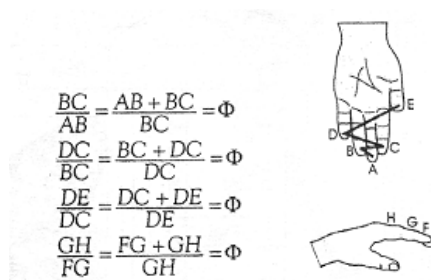 BC/AB = AB + BC/BC = Φ
DC/BC = BC + DC/DC = Φ
DE/DC = DC + DE/DE = Φ
GH/FG = FG + GH/GH = Φ
E
D
B C
A
H G F